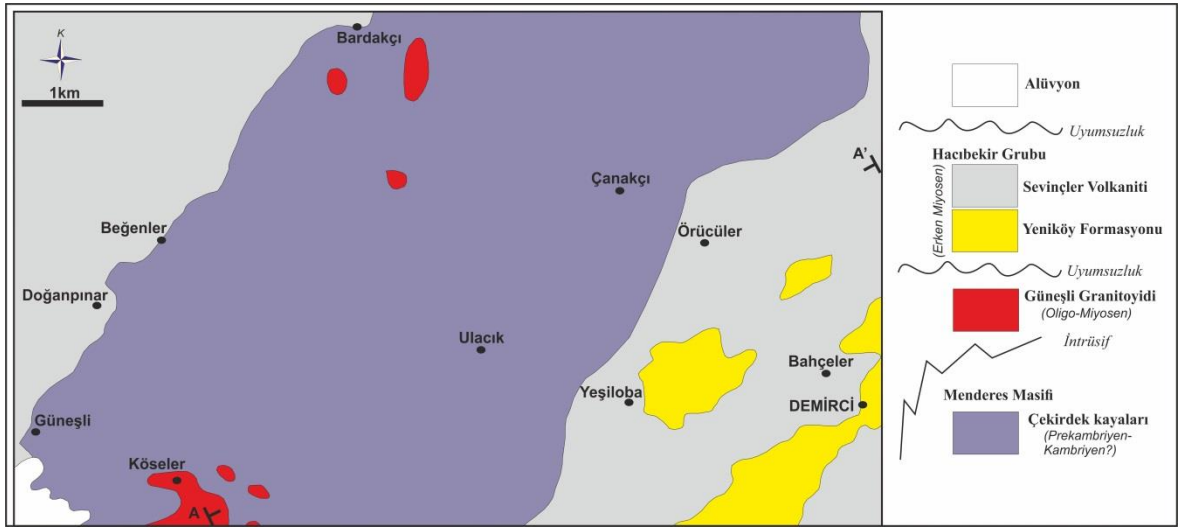 K
1km
Bardakçı
A'
Çanakçı
Beğenler
Örücüler
Doğanpınar
Ulacık
Bahçeler
Yeşiloba
DEMİRCİ
Güneşli
Köseler
A
Alüvyon
Uyumsuzluk
Hacıbekir Grubu
(Erken Miyosen)
Sevinçler Volkaniti
Yeniköy Formasyonu
Uyumsuzluk
Güneşli Granitoyidi
(Oligo-Miyosen)
İntrüsif
Menderes Masifi
Çekirdek kayaları
(Prekambriyen-
Kambriyen?)